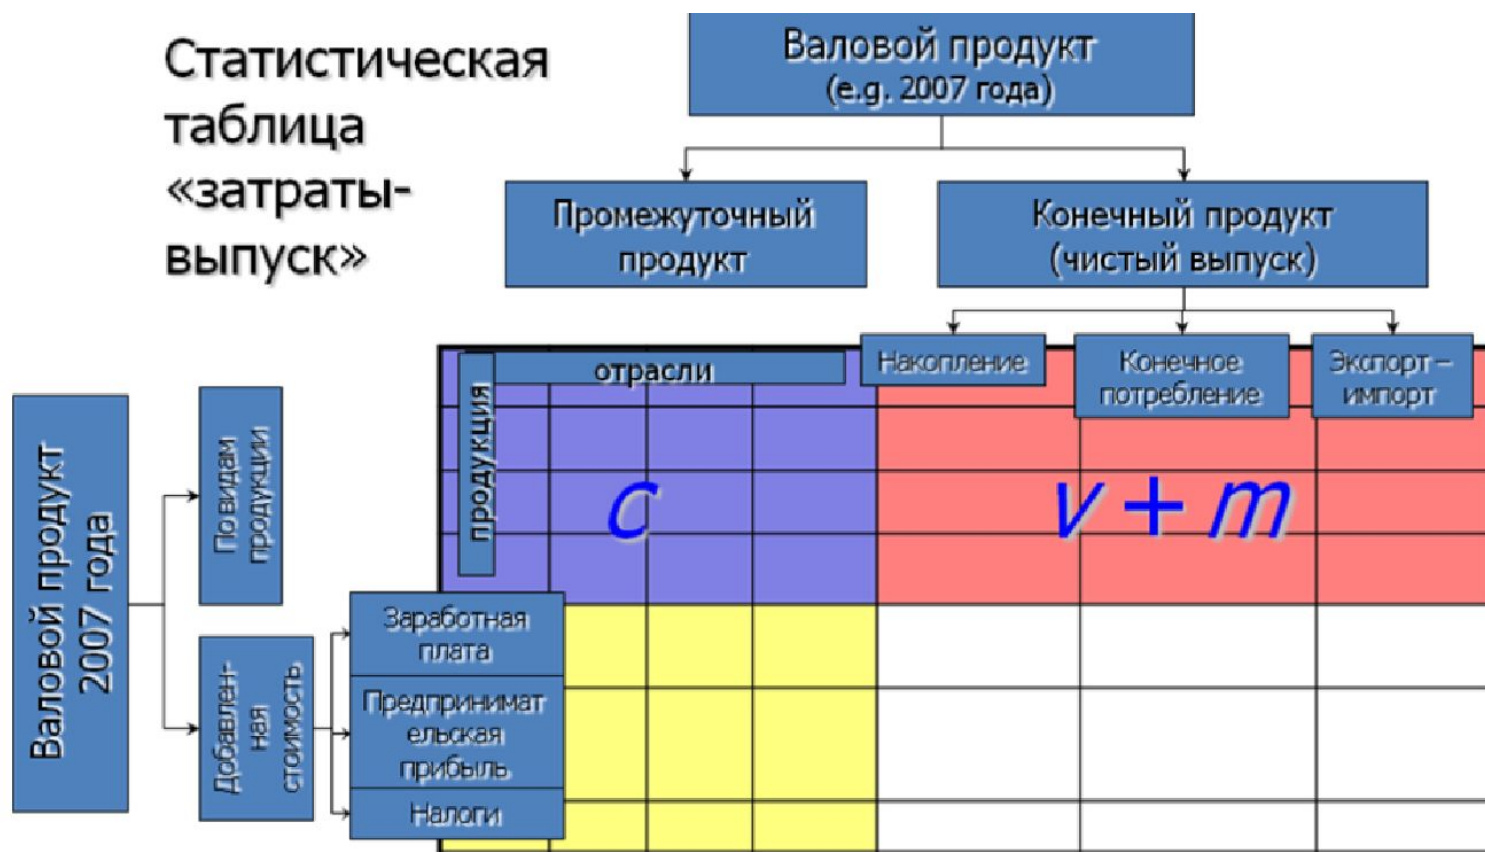 Статистическая
таблица
«затраты-
выпуск»
Валовой продукт
(e.g. 2007 года)
Промежуточный
продукт
Конечный продукт
(чистый выпуск)
Накопление
Конечное
потребление
Экспорт –
импорт
отрасли
продукция
c
v + m
Валовой продукт
2007 года
По видам
продукции
Добавлен-
ная
стоимость
Заработная
плата
Предпринимат
ельская
прибыль
Налоги